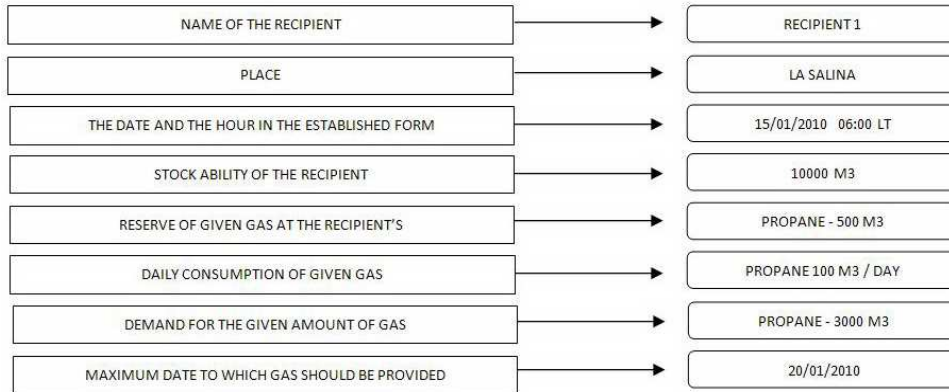 NAME OF THE RECIPIENT RECIPIENT 1
PLACE LA SALINA
THE DATE AND THE HOUR IN THE ESTABLISHED FORM 15/01/2010 06:00 LT
STOCK ABILITY OF THE RECIPIENT 10000 M3
RESERVE OF GIVEN GAS AT THE RECIPIENT'S PROPANE - 500 M3
DAILY CONSUMPTION OF GIVEN GAS PROPANE 100 M3 / DAY
DEMAND FOR THE GIVEN AMOUNT OF GAS PROPANE - 3000 M3
MAXIMUM DATE TO WHICH GAS SHOULD BE PROVIDED 20/01/2010